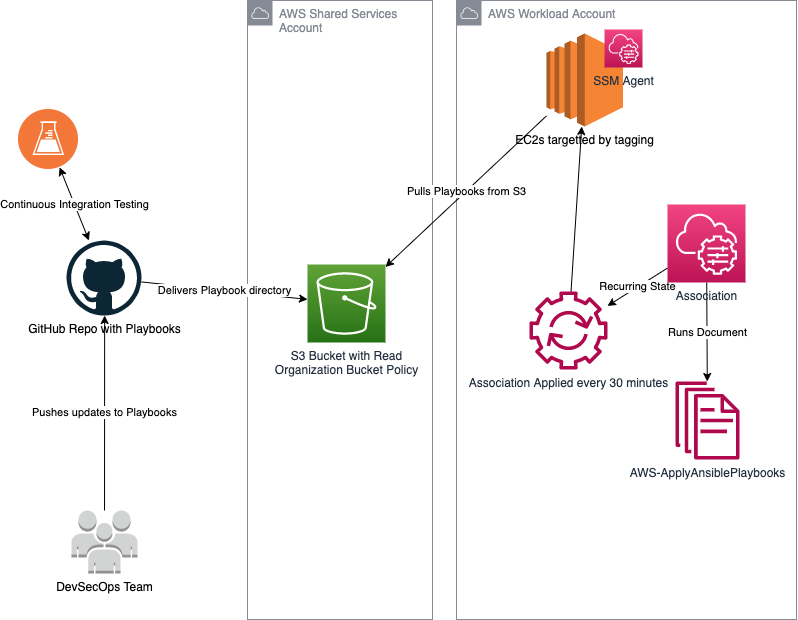 AWS Shared Services
Account
AWS Workload Account
SSM Agent
EC2s targetted by tagging
Continuous Integration Testing
Pulls Playbooks from S3
Delivers Playbook directory
Recurring State
Association
GitHub Repo with Playbooks
Runs Document
S3 Bucket with Read
Organization Bucket Policy
Association Applied every 30 minutes
Pushes updates to Playbooks
AWS-ApplyAnsiblePlaybooks
DevSecOps Team